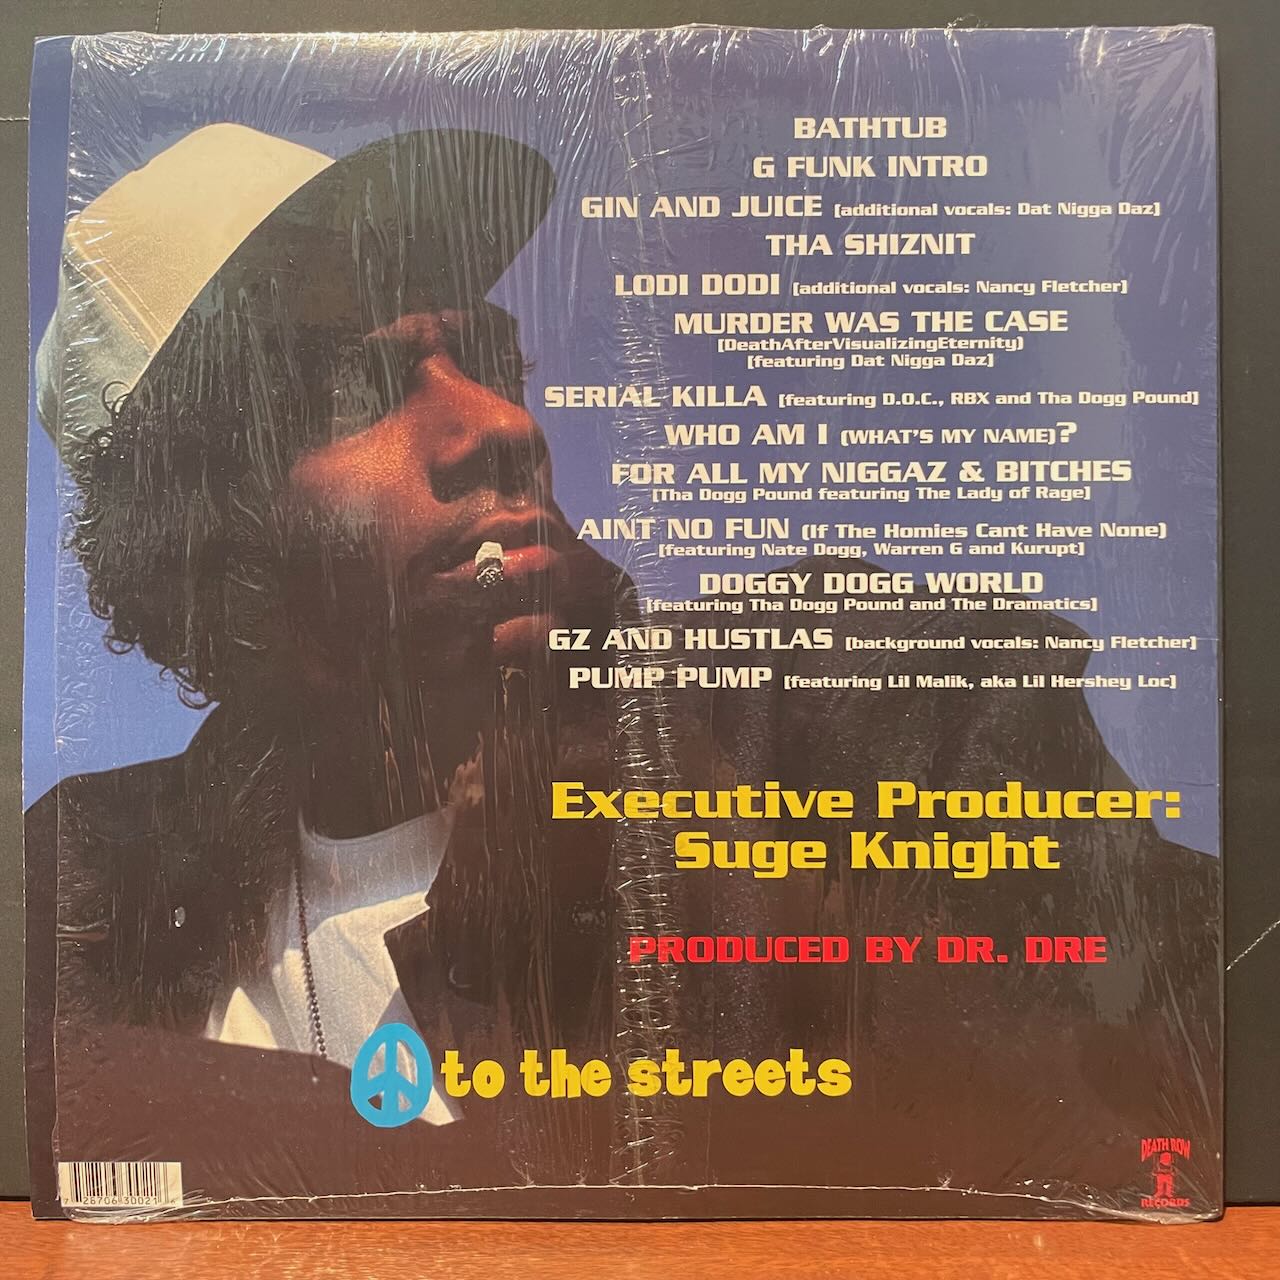 BATHTUB
G FUNK INTRO
GIN AND JUICE [additional vocals: Dat Nigga Daz]
THA SHIZNIT
LODI DODI [additional vocals: Nancy Fletcher]
MURDER WAS THE CASE
(DeathAfterVisualizingEternity)
[featuring Dat Nigga Daz]
SERIAL KILLA [featuring D.O.C., RBX and Tha Dogg Pound]
WHO AM I (WHAT'S MY NAME)?
FOR ALL MY NIGGAZ & BITCHES
[Tha Dogg Pound featuring The Lady of Rage]
AINT NO FUN (If The Homies Cant Have None)
[featuring Nate Dogg, Warren G and Kurupt]
DOGGY DOGG WORLD
[featuring Tha Dogg Pound and The Dramatics]
GZ AND HUSTLAS [background vocals: Nancy Fletcher]
PUMP PUMP [featuring Lil Malik, aka Lil Hershey Loc]
Executive Producer:
Suge Knight
PRODUCED BY DR. DRE
to the streets
DEATH ROW
RECORDS
7 26706 30021 6